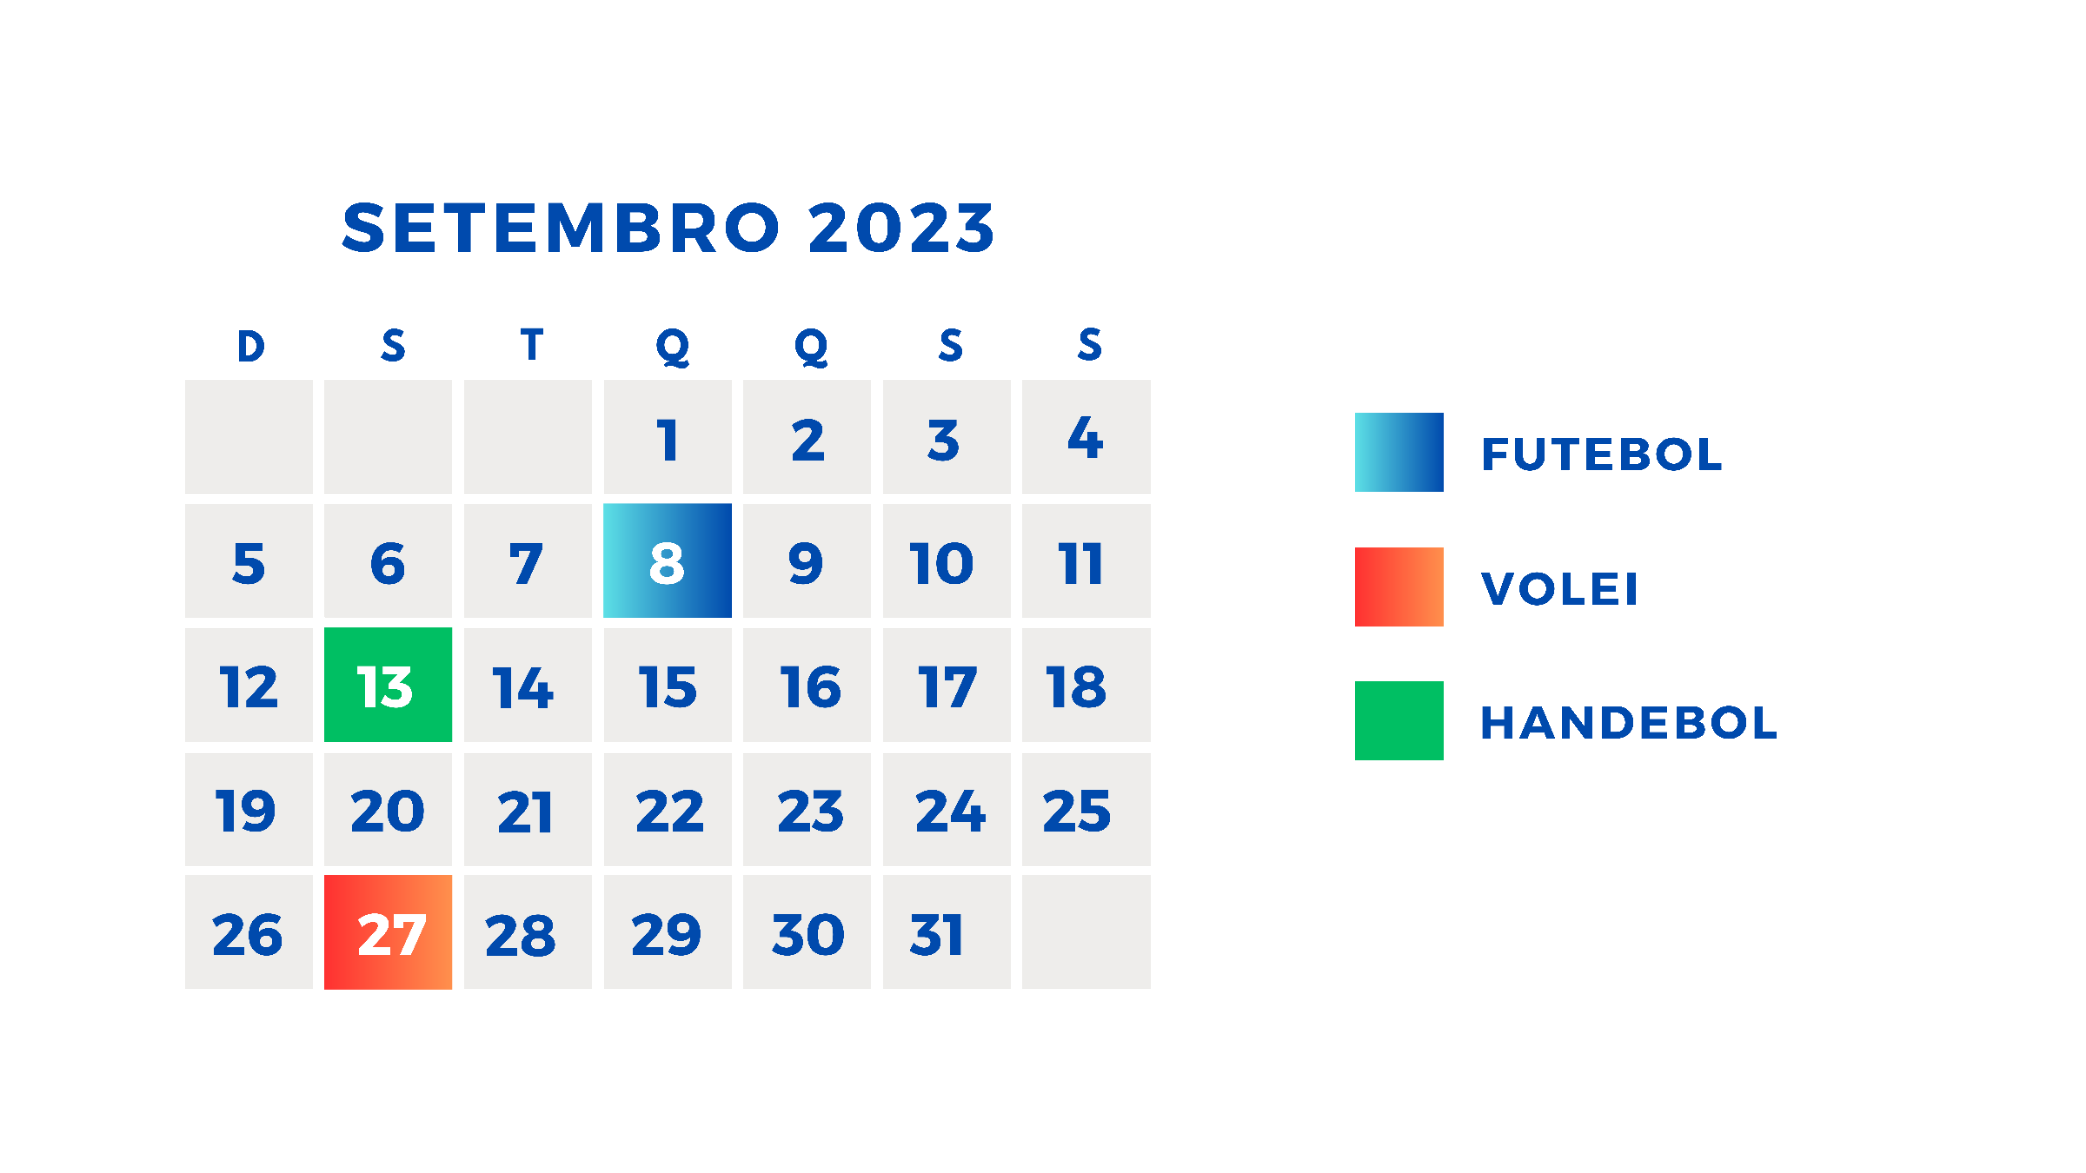 SETEMBRO 2023
D S T Q Q S S
1 2 3 4
5 6 7 8 9 10 11
12 13 14 15 16 17 18
19 20 21 22 23 24 25
26 27 28 29 30 31
FUTEBOL
VOLEI
HANDEBOL